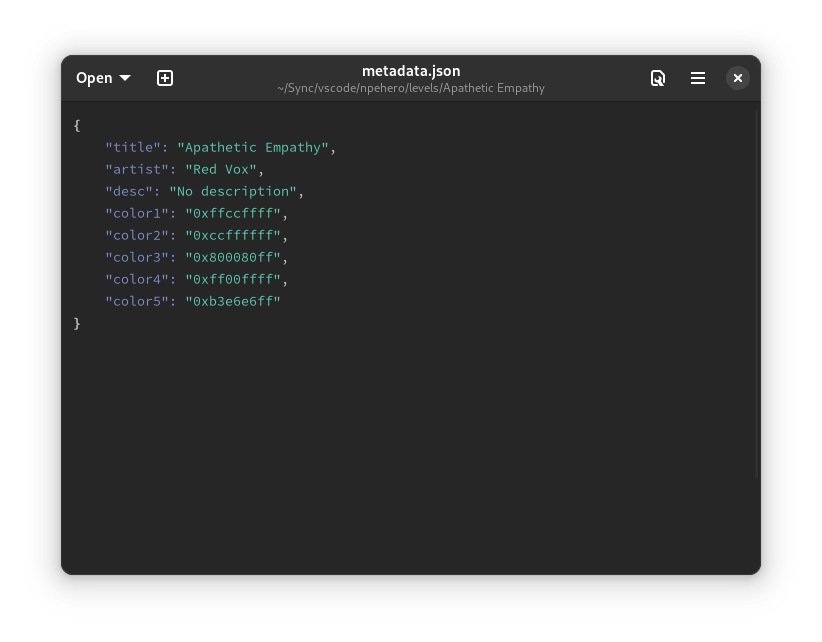 Open
metadata.json
~/Sync/vscode/npehero/levels/Apathetic Empathy
{
    "title": "Apathetic Empathy",
    "artist": "Red Vox",
    "desc": "No description",
    "color1": "0xffccffff",
    "color2": "0xccffffff",
    "color3": "0x800080ff",
    "color4": "0xff00ffff",
    "color5": "0xb3e6e6ff"
}